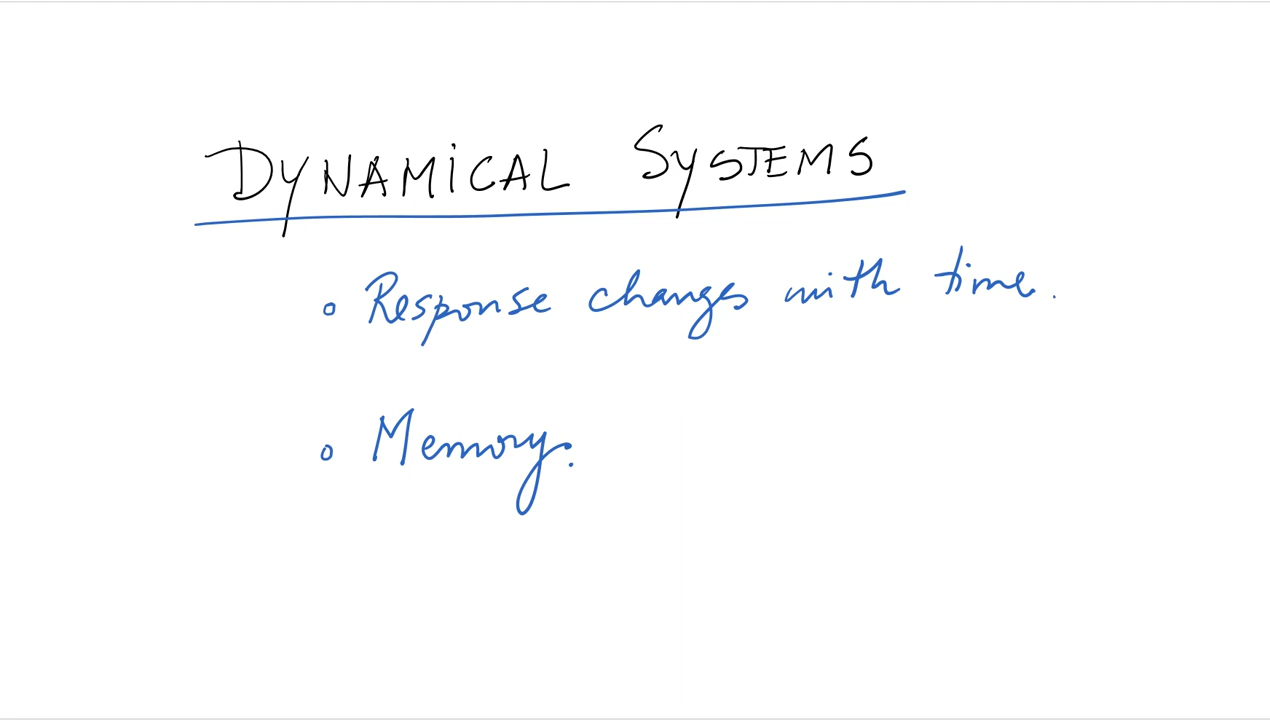 DYNAMICAL SYSTEMS
◦ Response changes with time.
◦ Memory.